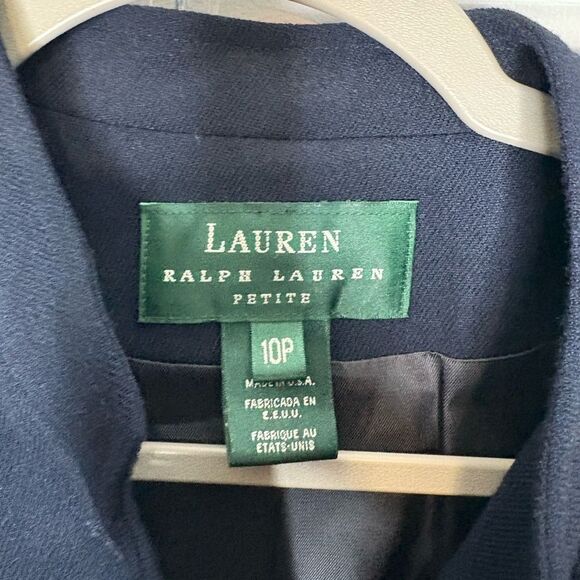 LAUREN
RALPH LAUREN
PETITE
10P
MADE IN U.S.A.
FABRICADA EN
E.E.U.U.
FABRIQUE AU
ETATS-UNIS